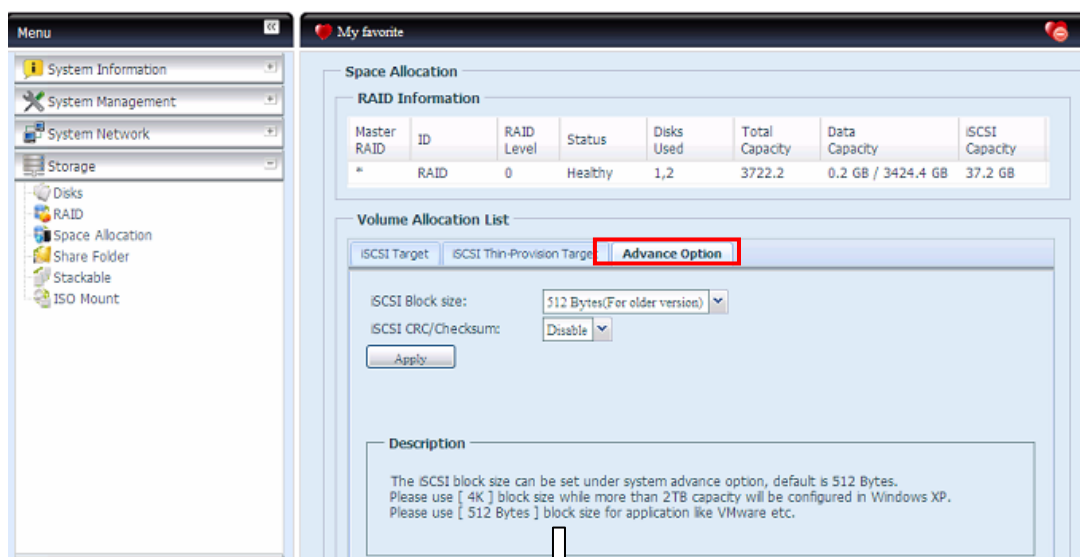 Menu
My favorite
System Information
System Management
System Network
Storage
Disks
RAID
Space Allocation
Share Folder
Stackable
ISO Mount
Space Allocation
RAID Information
Master RAID ID RAID Level Status Disks Used Total Capacity Data Capacity iSCSI Capacity
* RAID 0 Healthy 1,2 3722.2 0.2 GB / 3424.4 GB 37.2 GB
Volume Allocation List
iSCSI Target iSCSI Thin-Provision Target Advance Option
iSCSI Block size: 512 Bytes(For older version)
iSCSI CRC/Checksum: Disable
Apply
Description
The iSCSI block size can be set under system advance option, default is 512 Bytes.
Please use [ 4K ] block size while more than 2TB capacity will be configured in Windows XP.
Please use [ 512 Bytes ] block size for application like VMware etc.